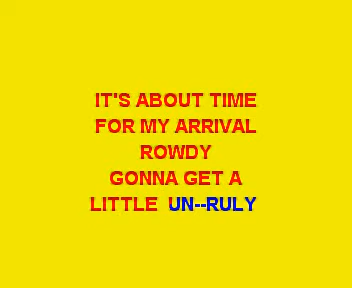 IT'S ABOUT TIME
FOR MY ARRIVAL
ROWDY
GONNA GET A
LITTLE UN--RULY